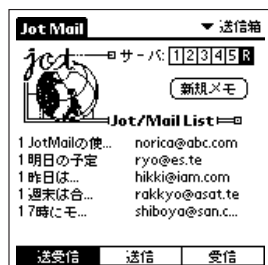 Jot Mail ▼ 送信箱
jot サーバ: 1 2 3 4 5 R
新規メモ
Jot/Mail List
1 JotMailの使... norica@abc.com
1 明日の予定 ryo@es.te
1 昨日は... hikki@iam.com
1 週末は合... rakkyo@asat.te
1 7時にモ... shiboya@san.c...
送受信 送信 受信